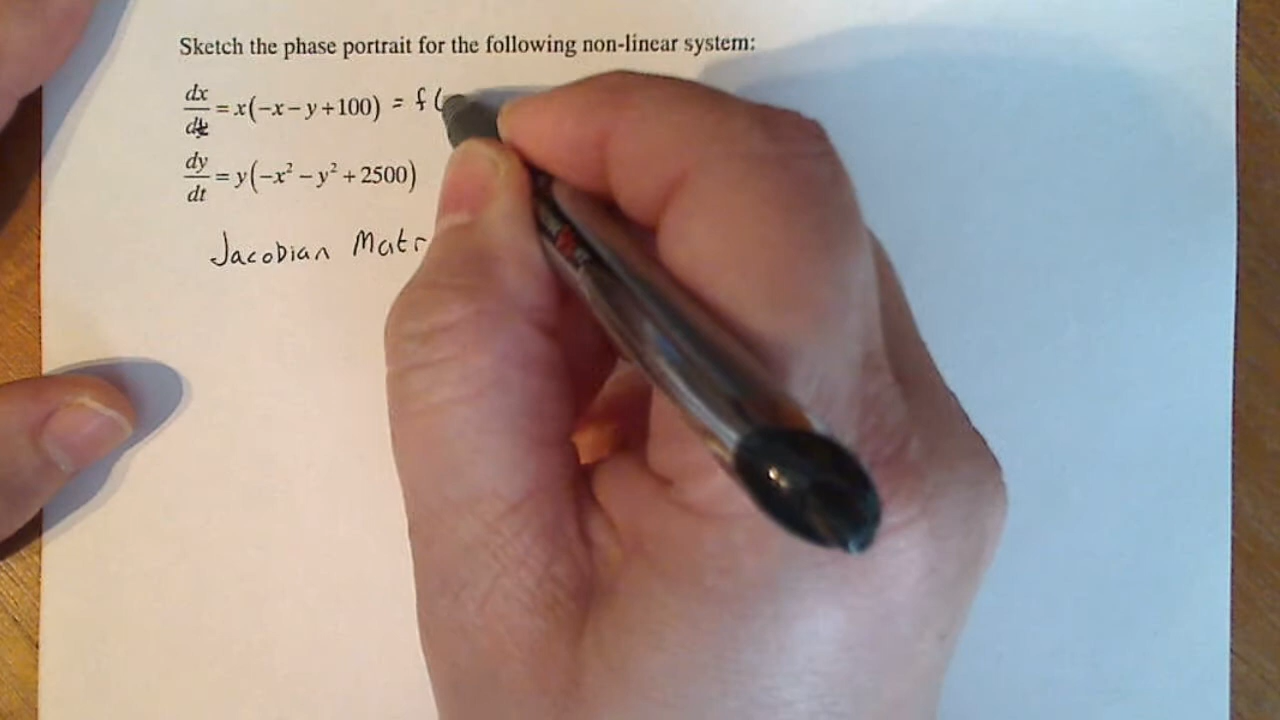 Sketch the phase portrait for the following non-linear system:
dx/dt = x(−x − y + 100) = f(
dy/dt = y(−x² − y² + 2500)
Jacobian Matr